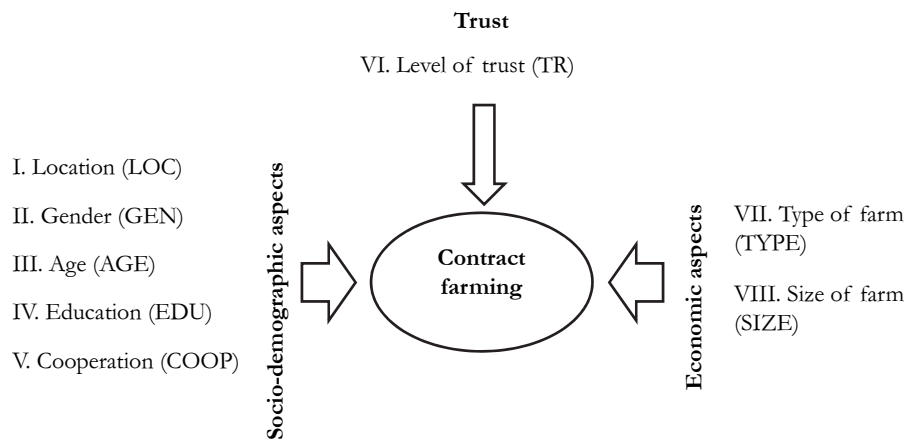 Trust
VI. Level of trust (TR)
I. Location (LOC)
II. Gender (GEN)
III. Age (AGE)
IV. Education (EDU)
V. Cooperation (COOP)
Socio-demographic aspects
Contract
farming
Economic aspects
VII. Type of farm
(TYPE)
VIII. Size of farm
(SIZE)